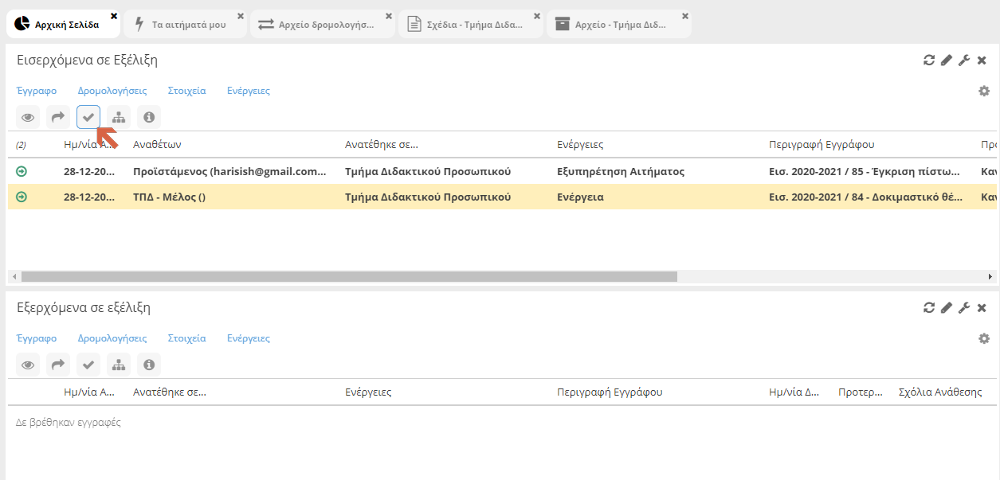 Αρχική Σελίδα Τα αιτήματά μου Αρχείο δρομολογήσ... Σχέδια - Τμήμα Διδα... Αρχείο - Τμήμα Διδ...
Εισερχόμενα σε Εξέλιξη
Έγγραφο Δρομολογήσεις Στοιχεία Ενέργειες
(2) Ημ/νία Α... Αναθέτων Ανατέθηκε σε... Ενέργειες Περιγραφή Εγγράφου Προ
28-12-20... Προϊστάμενος (harisish@gmail.com... Τμήμα Διδακτικού Προσωπικού Εξυπηρέτηση Αιτήματος Εισ. 2020-2021 / 85 - Έγκριση πίστω... Καν
28-12-20... ΤΠΔ - Μέλος () Τμήμα Διδακτικού Προσωπικού Ενέργεια Εισ. 2020-2021 / 84 - Δοκιμαστικό θέ... Καν
Εξερχόμενα σε εξέλιξη
Έγγραφο Δρομολογήσεις Στοιχεία Ενέργειες
Ημ/νία Α... Ανατέθηκε σε... Ενέργειες Περιγραφή Εγγράφου Ημ/νία Δ... Προτερ... Σχόλια Ανάθεσης
Δε βρέθηκαν εγγραφές